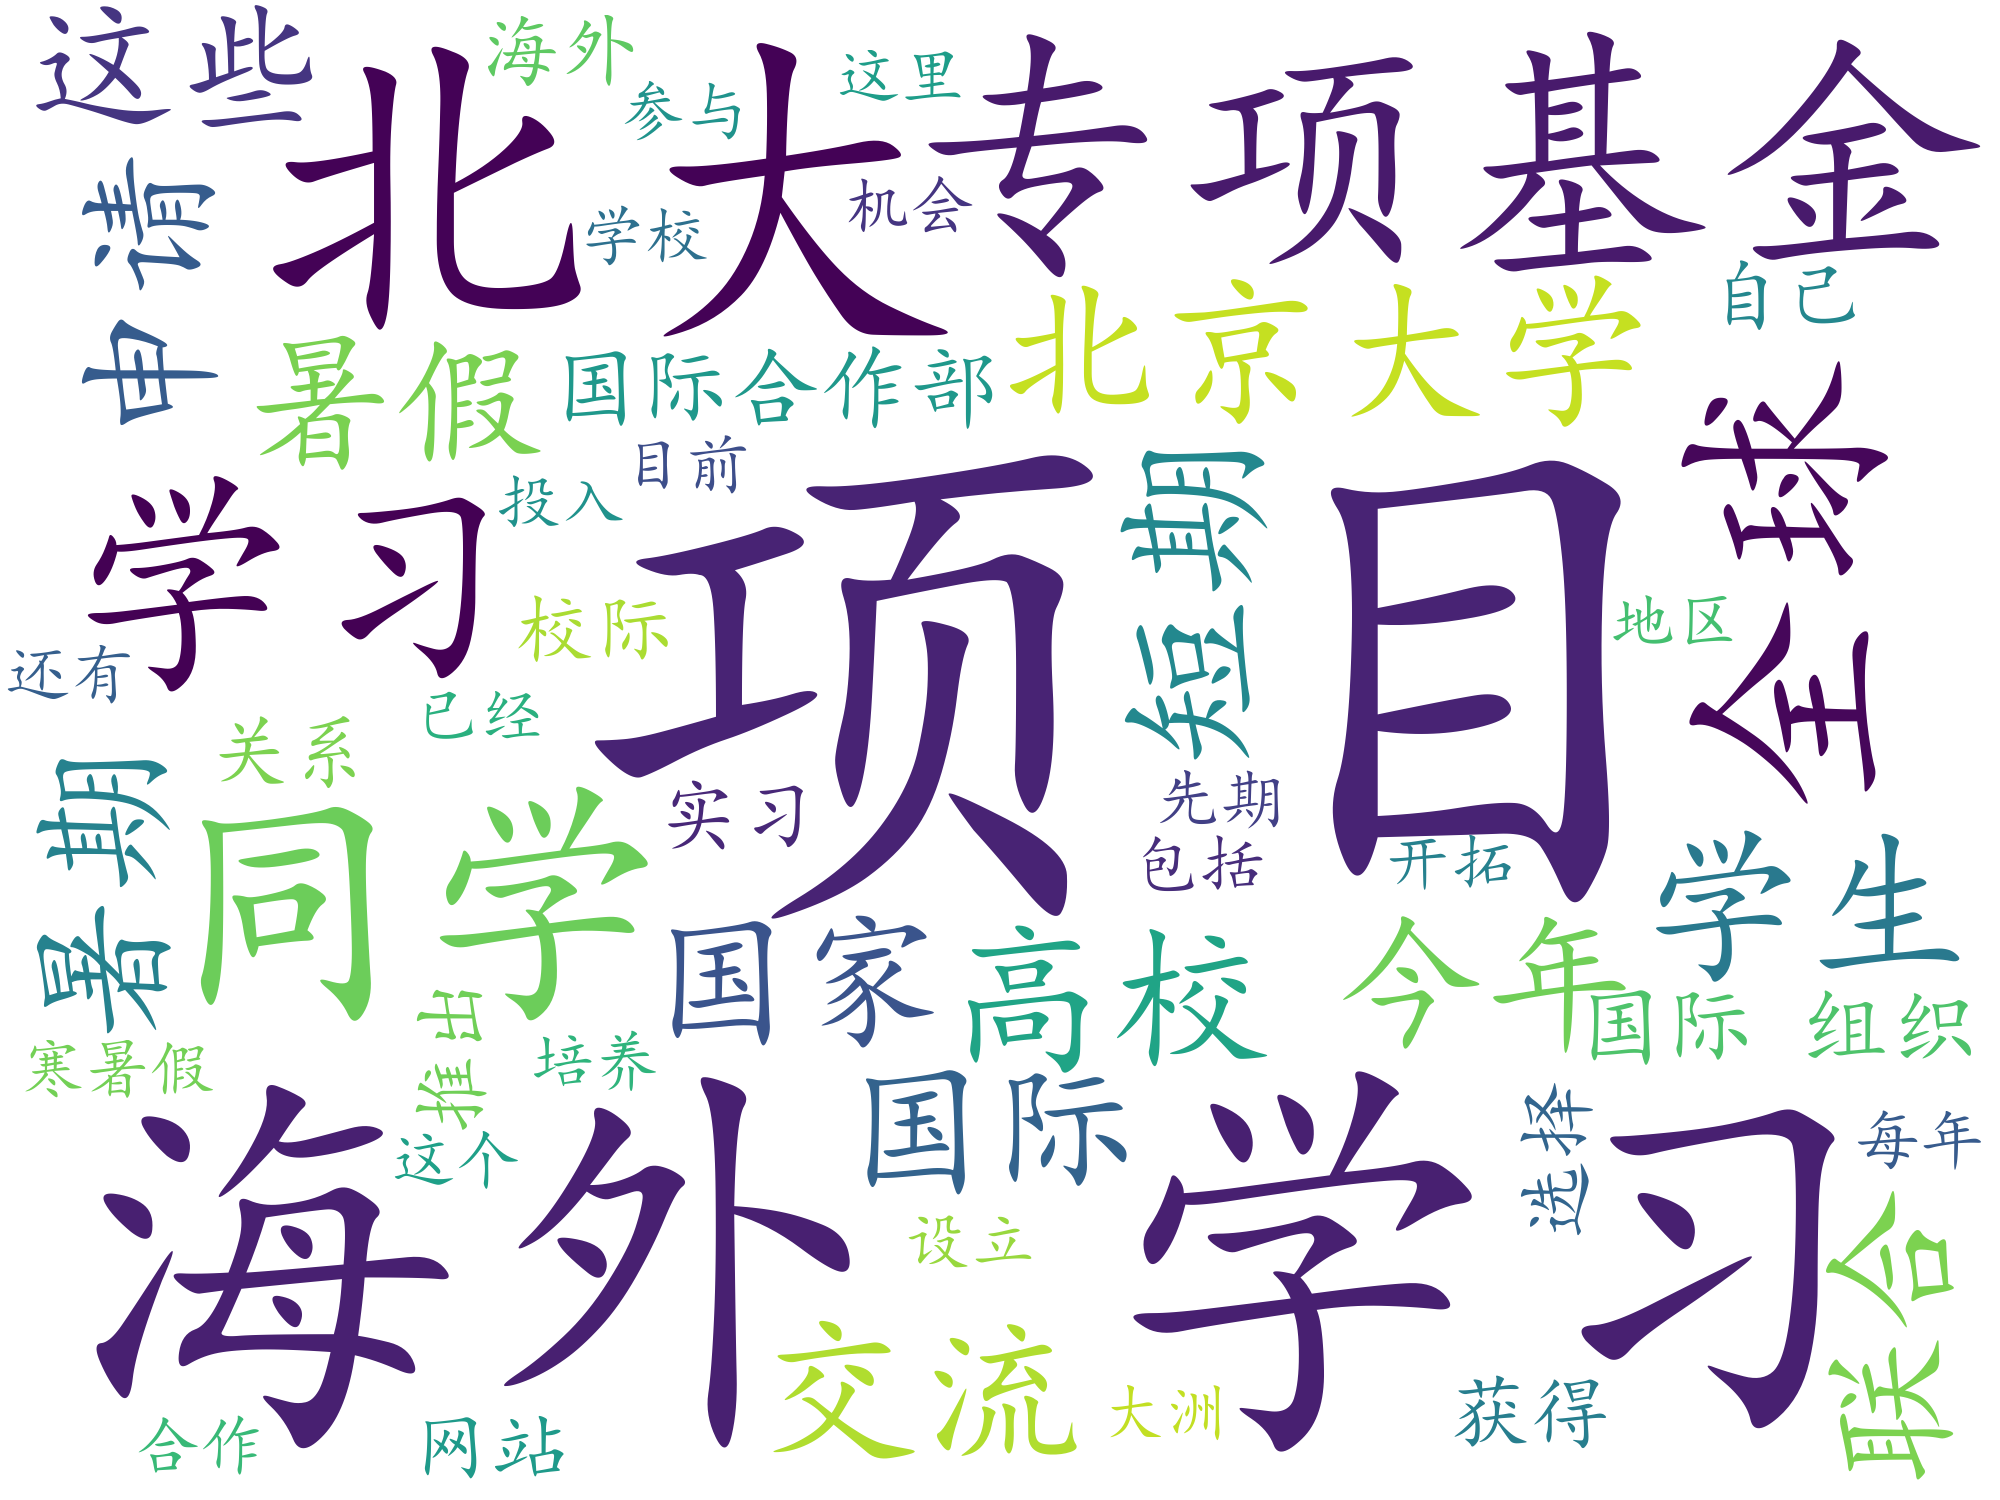 这些
海外
参与
这里
北大
专项基金
申请
学校
机会
自己
暑假
国际合作部
北京大学
全球
目前
投入
学习
项目
短期
校际
地区
还有
已经
关系
暑期
实习
先期
包括
开拓
学生
同学
国家
高校
今年
国际组织
推出
寒暑假
培养
这个
海外学习
国际
选择
每年
设立
联合
交流
大洲
获得
合作
网站